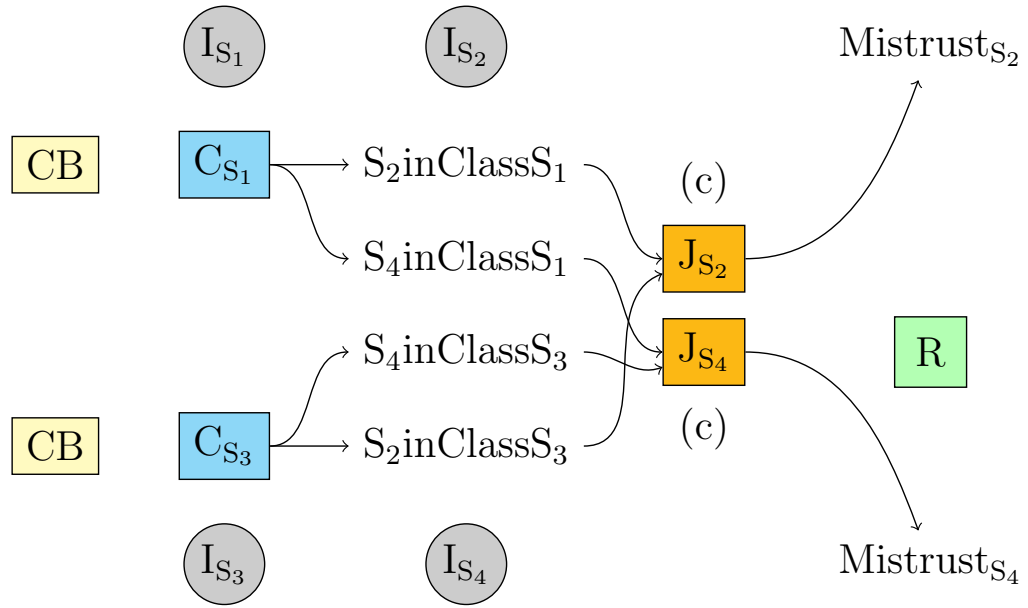 I_S₁ I_S₂ Mistrust_S₂
CB C_S₁ S₂inClassS₁ (c)
S₄inClassS₁ J_S₂
S₄inClassS₃ J_S₄ R
CB C_S₃ S₂inClassS₃ (c)
I_S₃ I_S₄ Mistrust_S₄